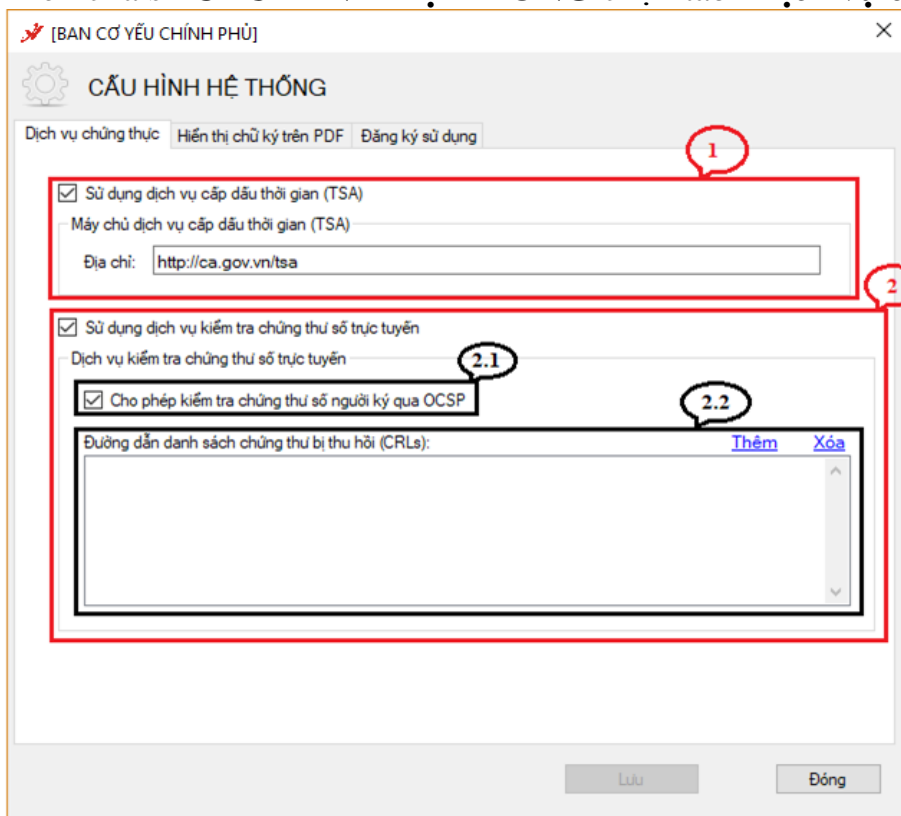 [BAN CƠ YẾU CHÍNH PHỦ]
CẤU HÌNH HỆ THỐNG
Dịch vụ chứng thực Hiển thị chữ ký trên PDF Đăng ký sử dụng
1
Sử dụng dịch vụ cấp dấu thời gian (TSA)
Máy chủ dịch vụ cấp dấu thời gian (TSA)
Địa chỉ: http://ca.gov.vn/tsa
2
Sử dụng dịch vụ kiểm tra chứng thư số trực tuyến
Dịch vụ kiểm tra chứng thư số trực tuyến
2.1
Cho phép kiểm tra chứng thư số người ký qua OCSP
2.2
Đường dẫn danh sách chứng thư bị thu hồi (CRLs): Thêm Xóa
Lưu Đóng